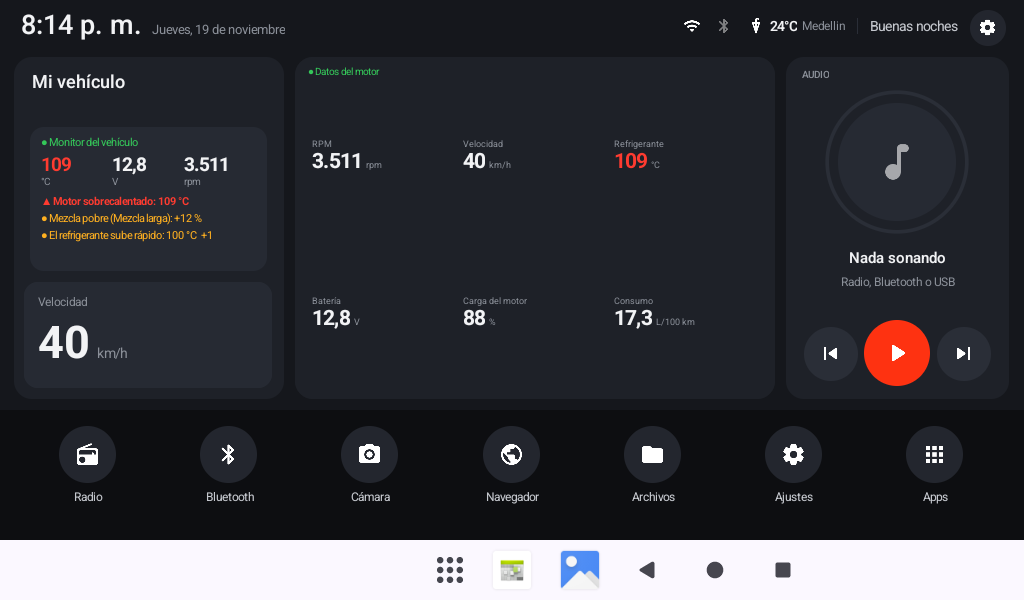 8:14 p. m. Jueves, 19 de noviembre
24°C Medellin
Buenas noches
Mi vehículo
● Monitor del vehículo
109 12,8 3.511
°C V rpm
▲ Motor sobrecalentado: 109 °C
● Mezcla pobre (Mezcla larga): +12 %
● El refrigerante sube rápido: 100 °C +1
Velocidad
40 km/h
● Datos del motor
RPM Velocidad Refrigerante
3.511 rpm 40 km/h 109 °C
Batería Carga del motor Consumo
12,8 V 88 % 17,3 L/100 km
AUDIO
Nada sonando
Radio, Bluetooth o USB
Radio Bluetooth Cámara Navegador Archivos Ajustes Apps